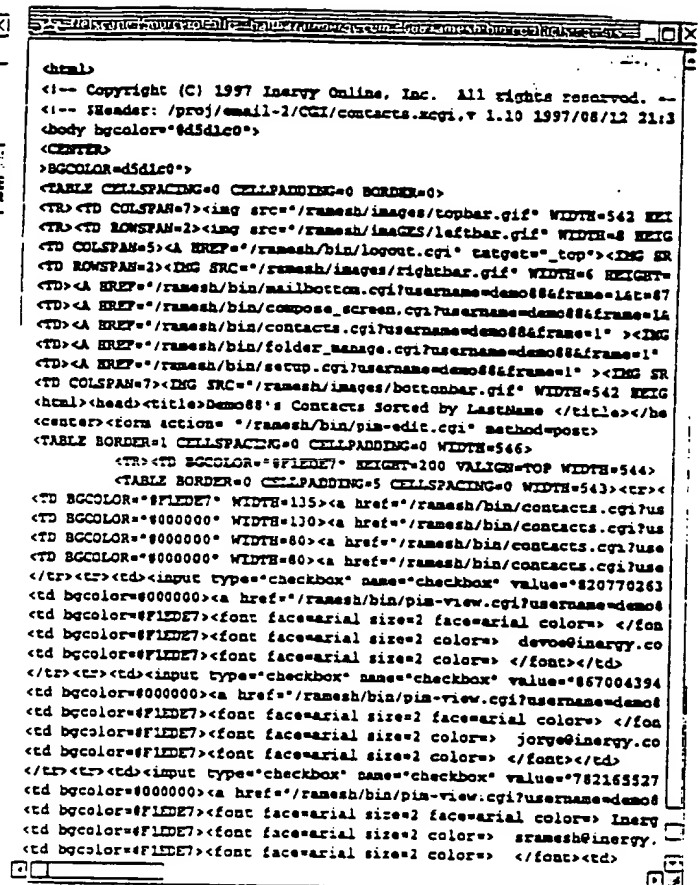 <html>
<!-- Copyright (C) 1997 Inergy Online, Inc. All rights reserved. --
<!-- $Header: /proj/email-2/CGI/contacts.xcgi,v 1.10 1997/08/12 21:3
<body bgcolor="#d5d1c0">
<CENTER>
>BGCOLOR=d5d1c0">
<TABLE CELLSPACING=0 CELLPADDING=0 BORDER=0>
<TR><TD COLSPAN=7><img src="/ramesh/images/topbar.gif" WIDTH=542 HEI
<TR><TD ROWSPAN=2><img src="/ramesh/imaGES/leftbar.gif" WIDTH=8 HEIG
<TD COLSPAN=5><A HREF="/ramesh/bin/logout.cgi" tatget="_top"><IMG SR
<TD ROWSPAN=2><IMG SRC="/ramesh/images/rightbar.gif" WIDTH=6 HEIGHT=
<TD><A HREF="/ramesh/bin/mailbottom.cgi?username=demo88&frame=1&t=87
<TD><A HREF="/ramesh/bin/compose_screen.cgi?username=demo88&frame=1&
<TD><A HREF="/ramesh/bin/contacts.cgi?username=demo88&frame=1" ><IMG
<TD><A HREF="/ramesh/bin/folder_manage.cgi?username=demo88&frame=1"
<TD><A HREF="/ramesh/bin/setup.cgi?username=demo88&frame=1" ><IMG SR
<TD COLSPAN=7><IMG SRC="/ramesh/images/bottonbar.gif" WIDTH=542 HEIG
<html><head><title>Demo88's Contacts Sorted by LastName </title></he
<center><form action= "/ramesh/bin/pim-edit.cgi" method=post>
<TABLE BORDER=1 CELLSPACING=0 CELLPADDING=0 WIDTH=546>
<TR><TD BGCOLOR="#F1EDE7" HEIGHT=200 VALIGN=TOP WIDTH=544>
<TABLE BORDER=0 CELLPADDING=5 CELLSPACING=0 WIDTH=543><tr><
<TD BGCOLOR="#F1EDE7" WIDTH=135><a href="/ramesh/bin/contacts.cgi?us
<TD BGCOLOR="#000000" WIDTH=130><a href="/ramesh/bin/contacts.cgi?us
<TD BGCOLOR="#000000" WIDTH=80><a href="/ramesh/bin/contacts.cgi?use
<TD BGCOLOR="#000000" WIDTH=80><a href="/ramesh/bin/contacts.cgi?use
</tr><tr><td><input type="checkbox" name="checkbox" value="820770263
<td bgcolor=#000000><a href="/ramesh/bin/pim-view.cgi?username=demo8
<td bgcolor=#F1EDE7><font face=arial size=2 face=arial color=> </fon
<td bgcolor=#F1EDE7><font face=arial size=2 color=> devoe@inergy.co
<td bgcolor=#F1EDE7><font face=arial size=2 color=> </font></td>
</tr><tr><td><input type="checkbox" name="checkbox" value="867004394
<td bgcolor=#000000><a href="/ramesh/bin/pim-view.cgi?username=demo8
<td bgcolor=#F1EDE7><font face=arial size=2 face=arial color=> </fon
<td bgcolor=#F1EDE7><font face=arial size=2 color=> jorge@inergy.co
<td bgcolor=#F1EDE7><font face=arial size=2 color=> </font></td>
</tr><tr><td><input type="checkbox" name="checkbox" value="782165527
<td bgcolor=#000000><a href="/ramesh/bin/pim-view.cgi?username=demo8
<td bgcolor=#F1EDE7><font face=arial size=2 face=arial color=> Inerg
<td bgcolor=#F1EDE7><font face=arial size=2 color=> sramesh@inergy.
<td bgcolor=#F1EDE7><font face=arial size=2 color=> </font><td>